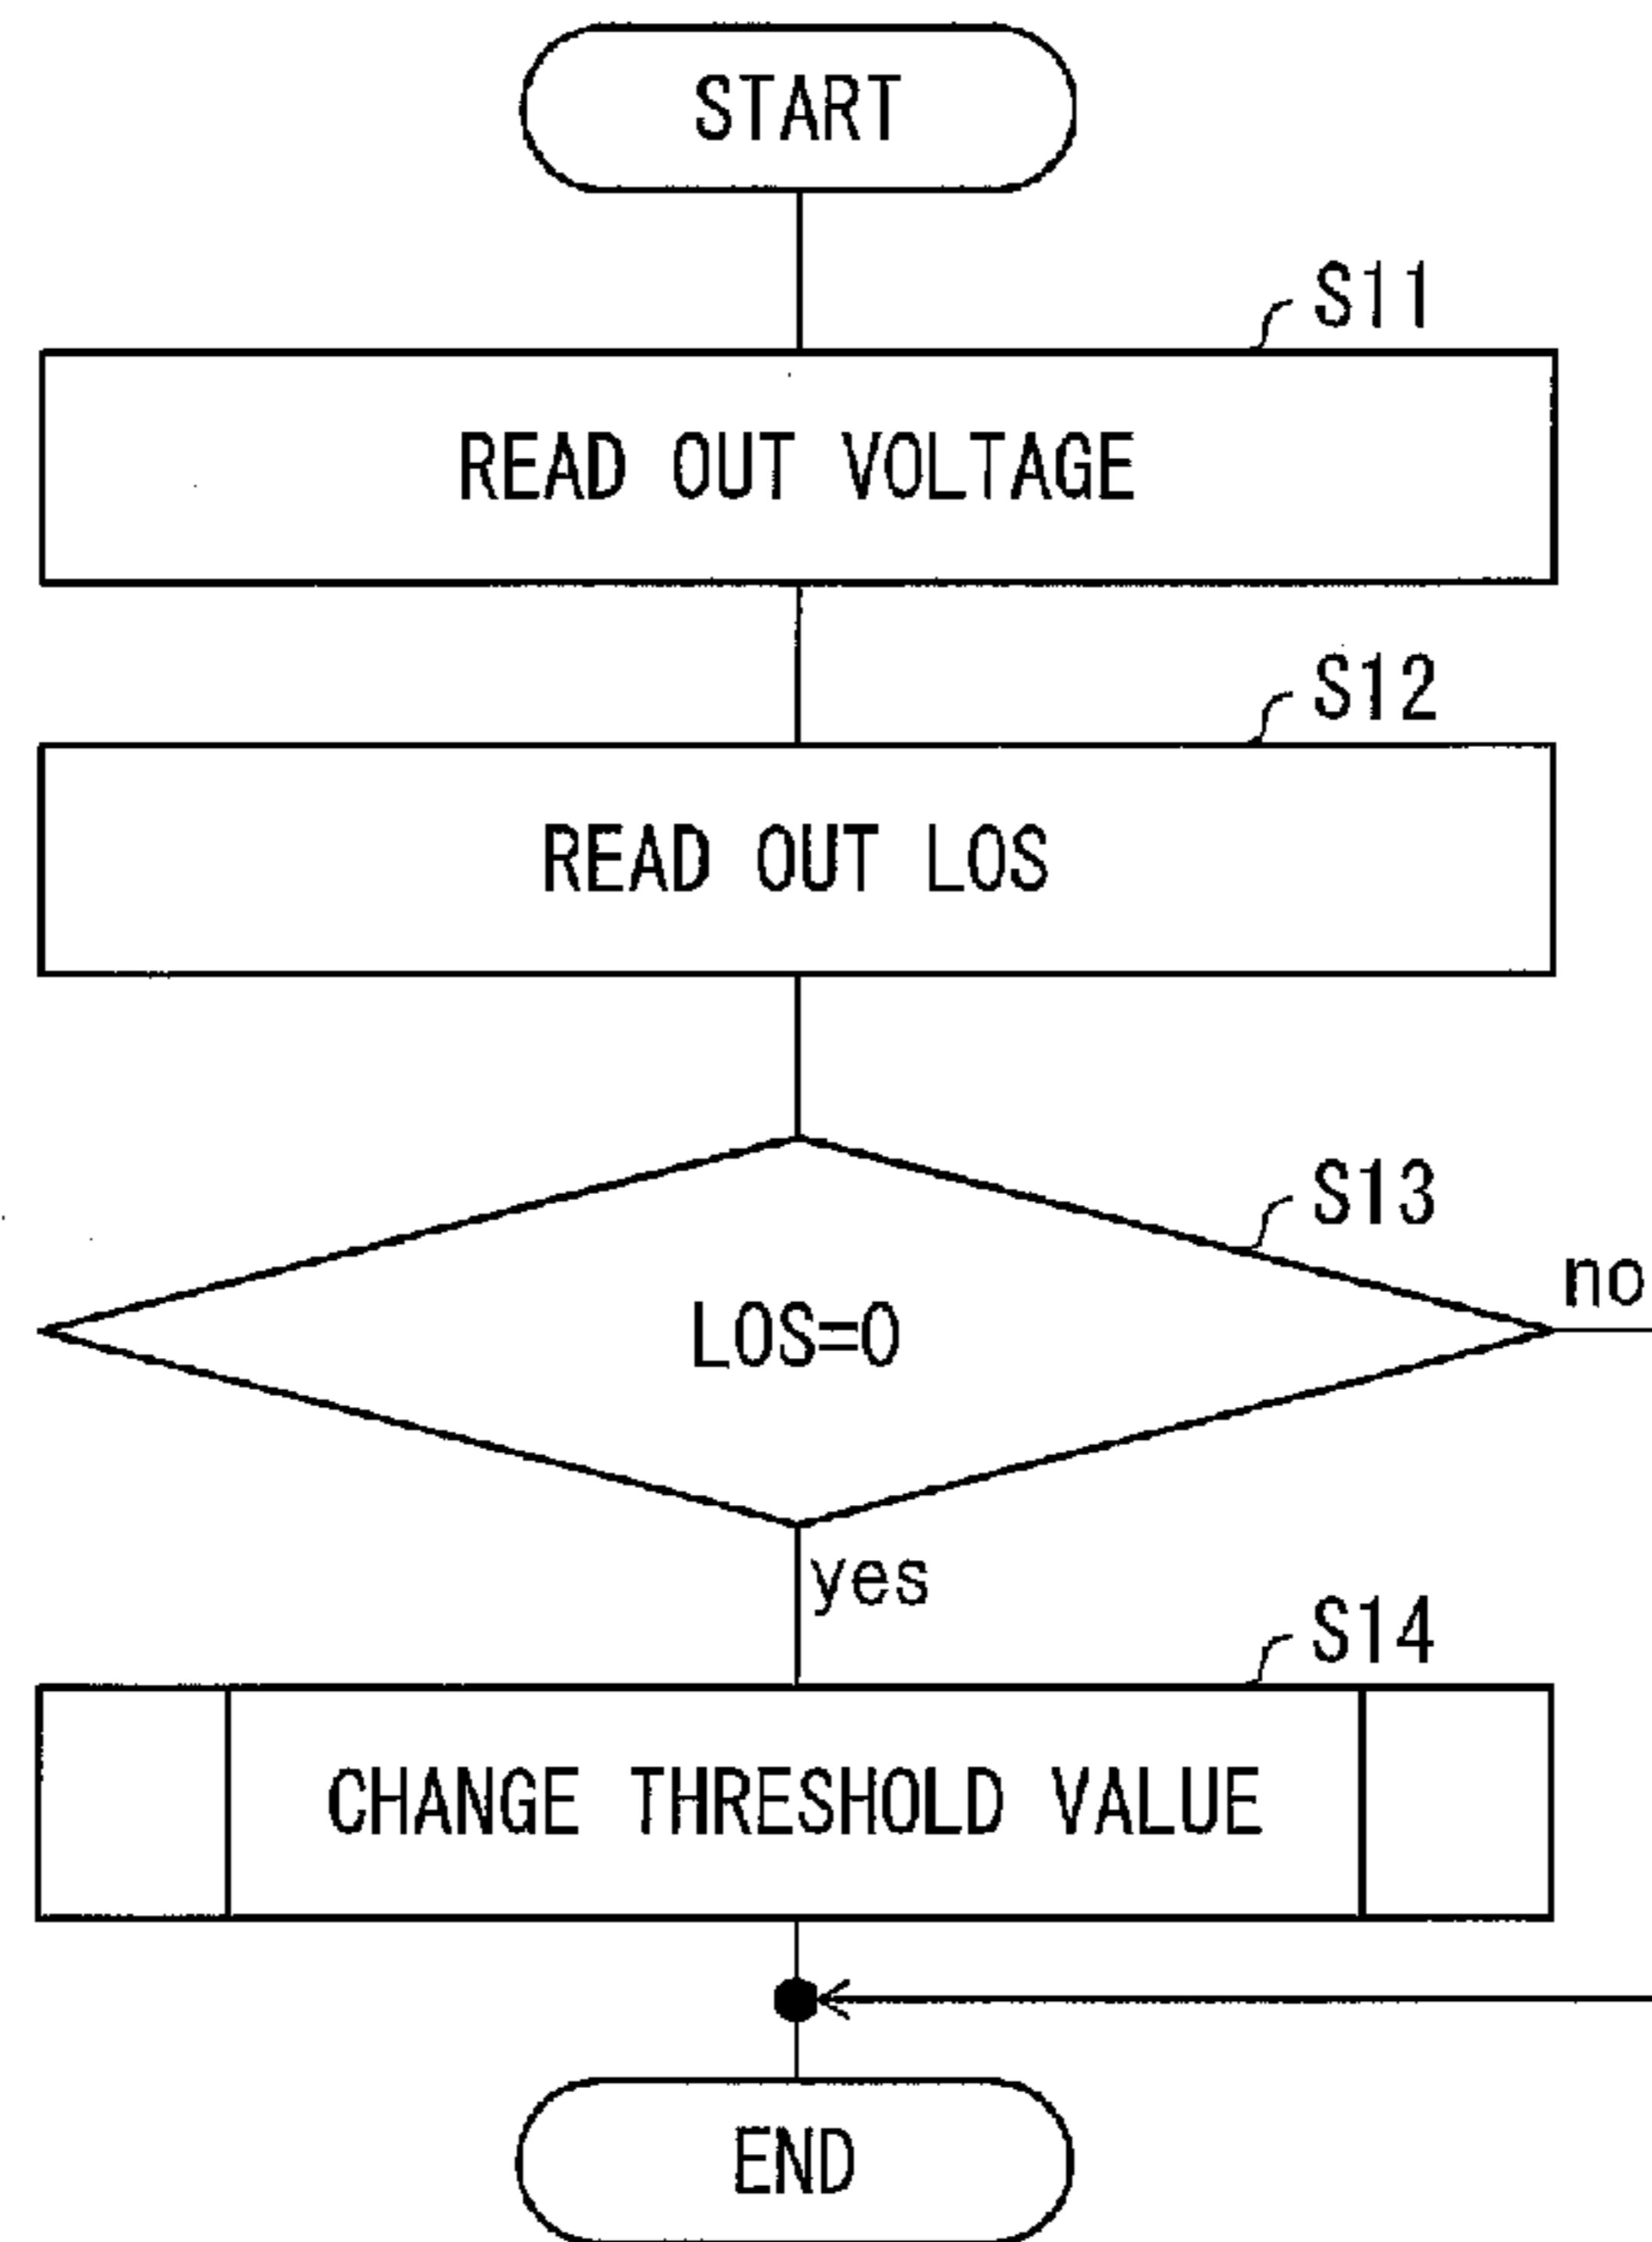 START
S11
READ OUT VOLTAGE
S12
READ OUT LOS
S13
no
LOS=0
yes
S14
CHANGE THRESHOLD VALUE
END